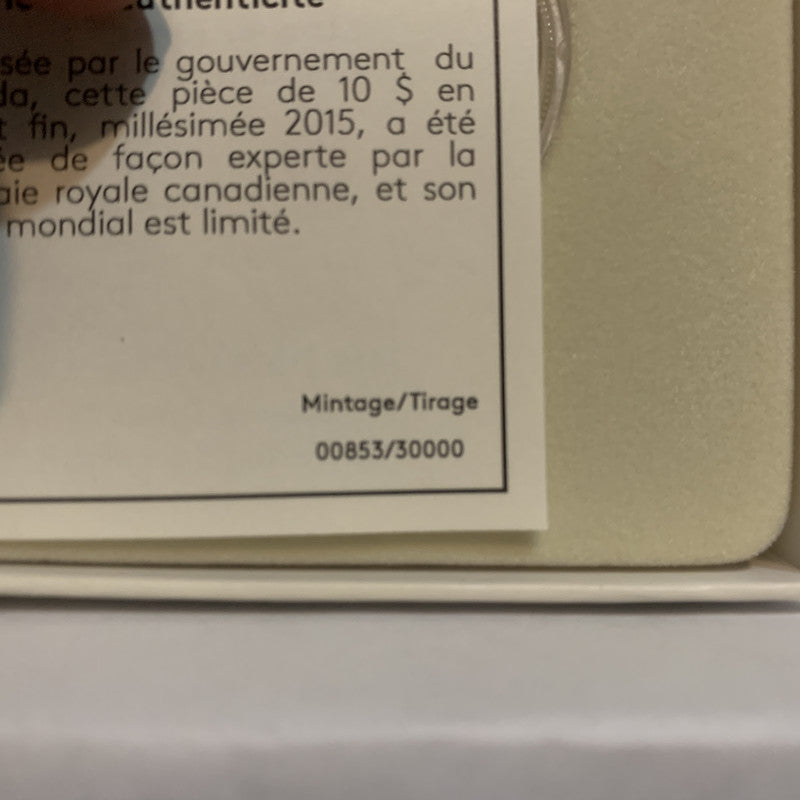 sée par le gouvernement du
da, cette pièce de 10 $ en
t fin, millésimée 2015, a été
ée de façon experte par la
aie royale canadienne, et son
mondial est limité.
Mintage/Tirage
00853/30000